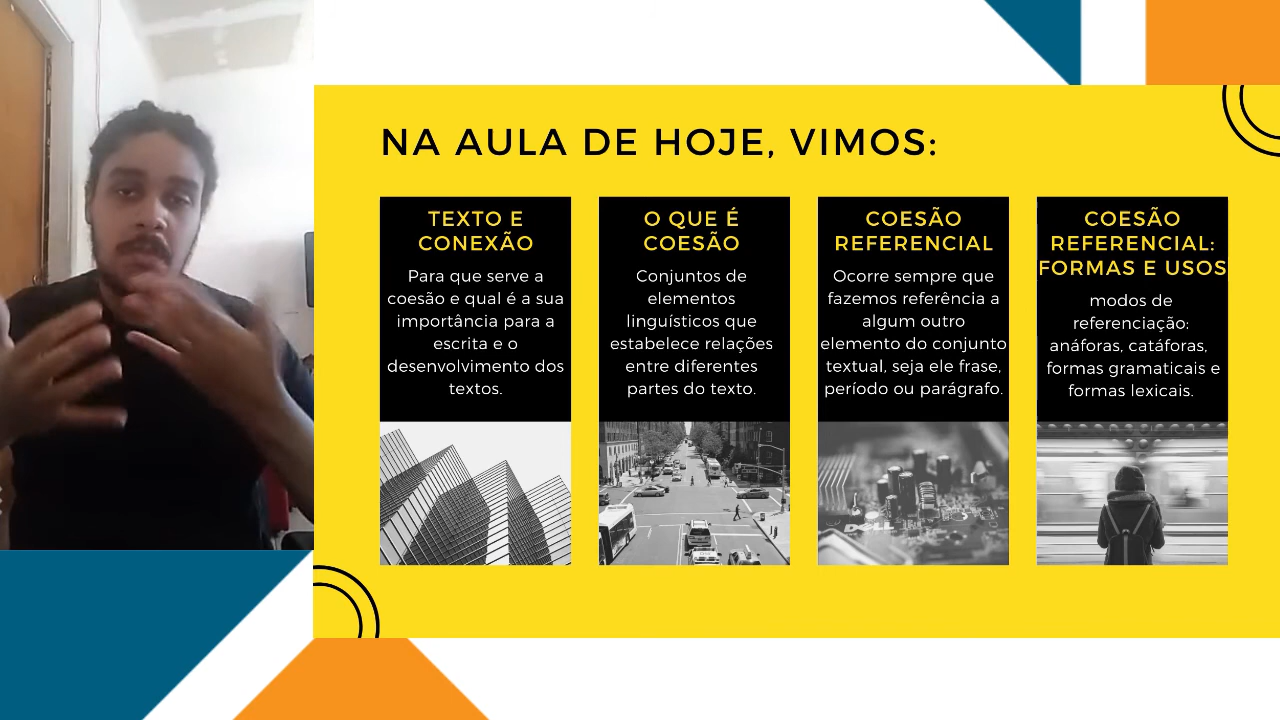 NA AULA DE HOJE, VIMOS:
TEXTO E
CONEXÃO
Para que serve a
coesão e qual é a sua
importância para a
escrita e o
desenvolvimento dos
textos.
O QUE É
COESÃO
Conjuntos de
elementos
linguísticos que
estabelece relações
entre diferentes
partes do texto.
COESÃO
REFERENCIAL
Ocorre sempre que
fazemos referência a
algum outro
elemento do conjunto
textual, seja ele frase,
período ou parágrafo.
DELL
COESÃO
REFERENCIAL:
FORMAS E USOS
modos de
referenciação:
anáforas, catáforas,
formas gramaticais e
formas lexicais.